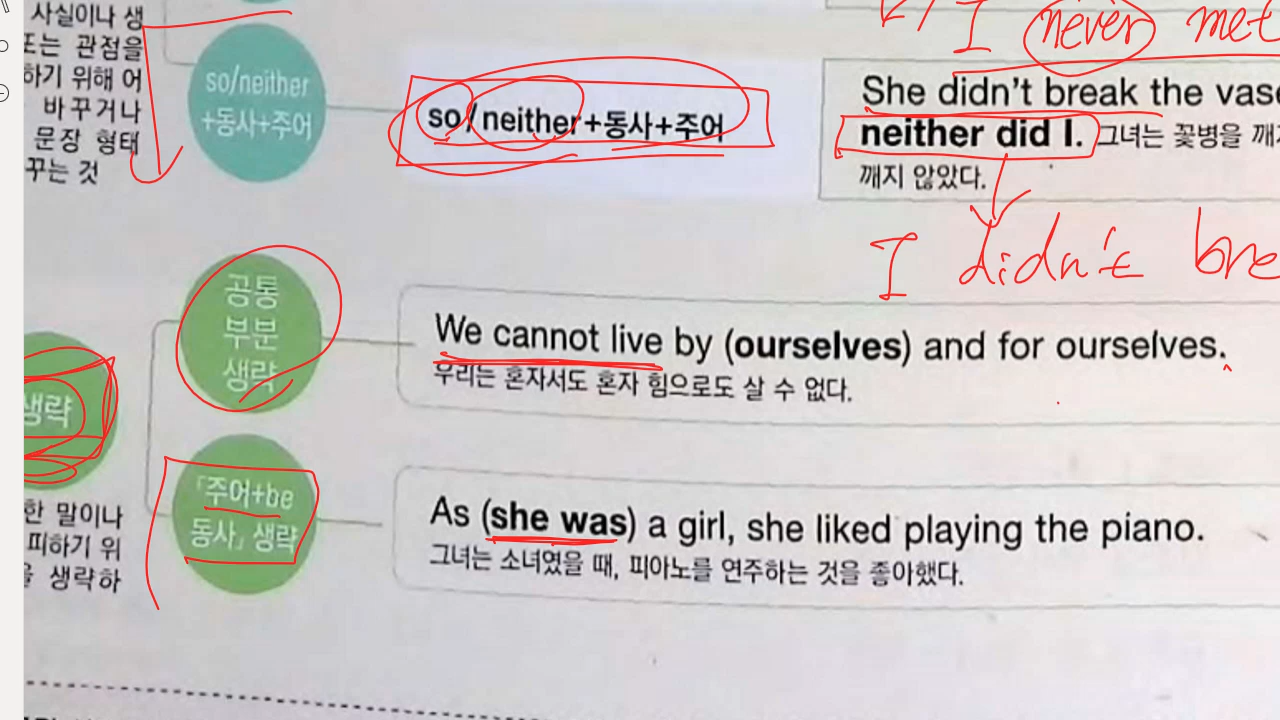 사실이나 생
또는 관점을
하기 위해 어
바꾸거나
문장 형태
꾸는 것
so/neither
+동사+주어
so/neither+동사+주어
I never met
She didn't break the vase
neither did I. 그녀는 꽃병을 깨
깨지 않았다.
I didn't bre
생략
한 말이나
피하기 위
을 생략하
공통
부분
생략
We cannot live by (ourselves) and for ourselves.
우리는 혼자서도 혼자 힘으로도 살 수 없다.
「주어+be
동사」 생략
As (she was) a girl, she liked playing the piano.
그녀는 소녀였을 때, 피아노를 연주하는 것을 좋아했다.